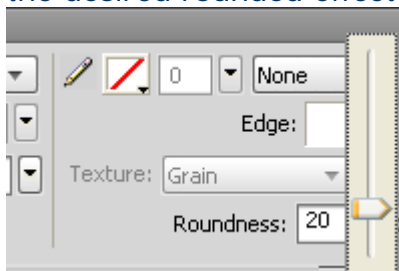 the desired rounded effect
0 None
Edge:
Texture: Grain
Roundness: 20